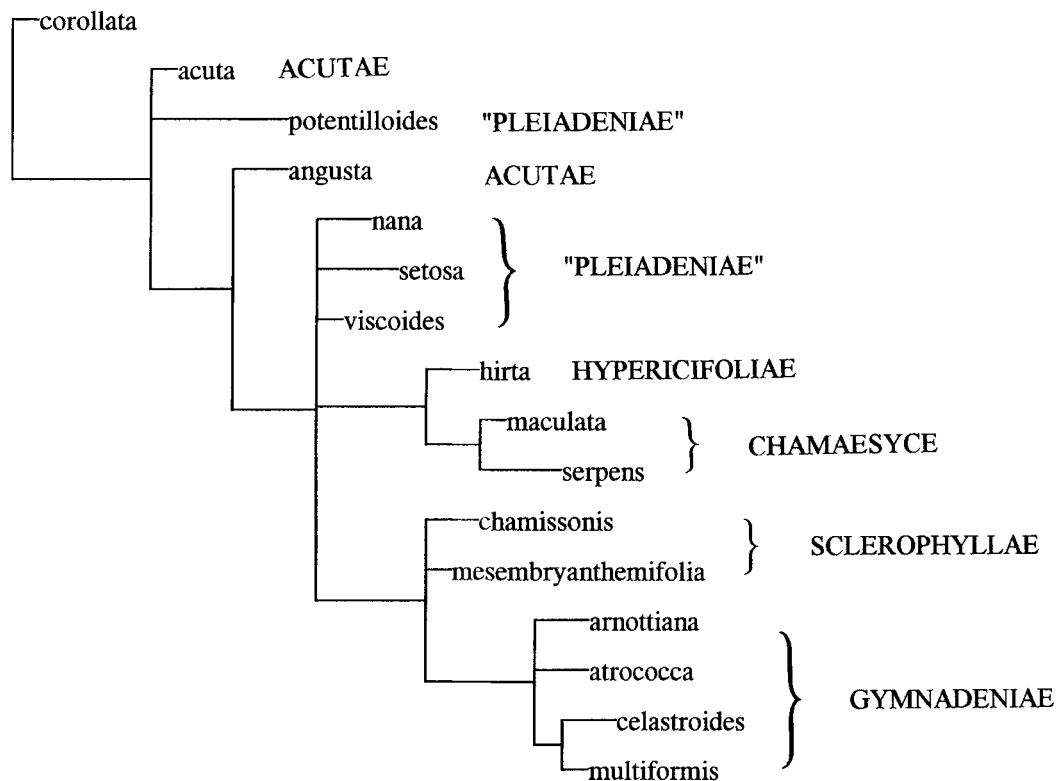 corollata
acuta ACUTAE
potentilloides "PLEIADENIAE"
angusta ACUTAE
nana
setosa "PLEIADENIAE"
viscoides
hirta HYPERICIFOLIAE
maculata
CHAMAESYCE
serpens
chamissonis
SCLEROPHYLLAE
mesembryanthemifolia
arnottiana
atrococca
GYMNADENIAE
celastroides
multiformis